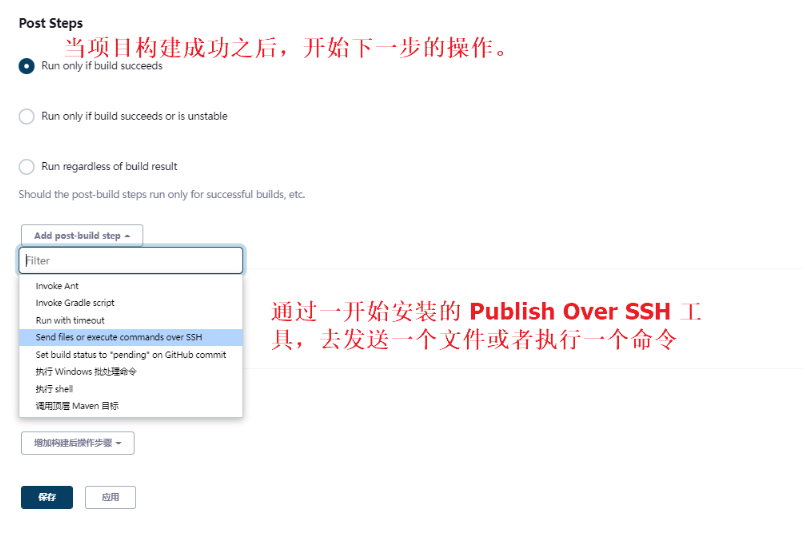 Post Steps
当项目构建成功之后，开始下一步的操作。
Run only if build succeeds
Run only if build succeeds or is unstable
Run regardless of build result
Should the post-build steps run only for successful builds, etc.
Add post-build step
Filter
Invoke Ant
Invoke Gradle script
Run with timeout
Send files or execute commands over SSH
Set build status to "pending" on GitHub commit
执行 Windows 批处理命令
执行 shell
调用顶层 Maven 目标
通过一开始安装的 Publish Over SSH 工
具，去发送一个文件或者执行一个命令
增加构建后操作步骤
保存
应用